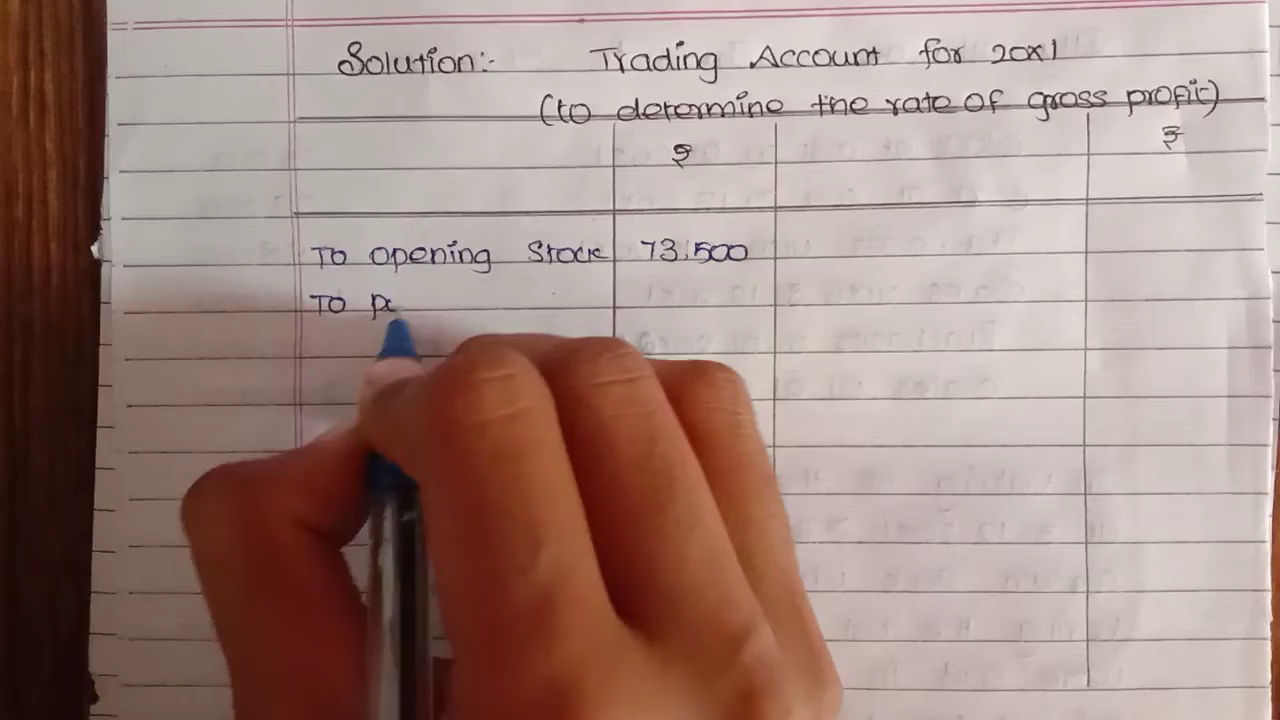 Solution:- Trading Account for 20x1
(to determine the rate of gross profit)
₹ ₹
To opening Stock 73,500
To